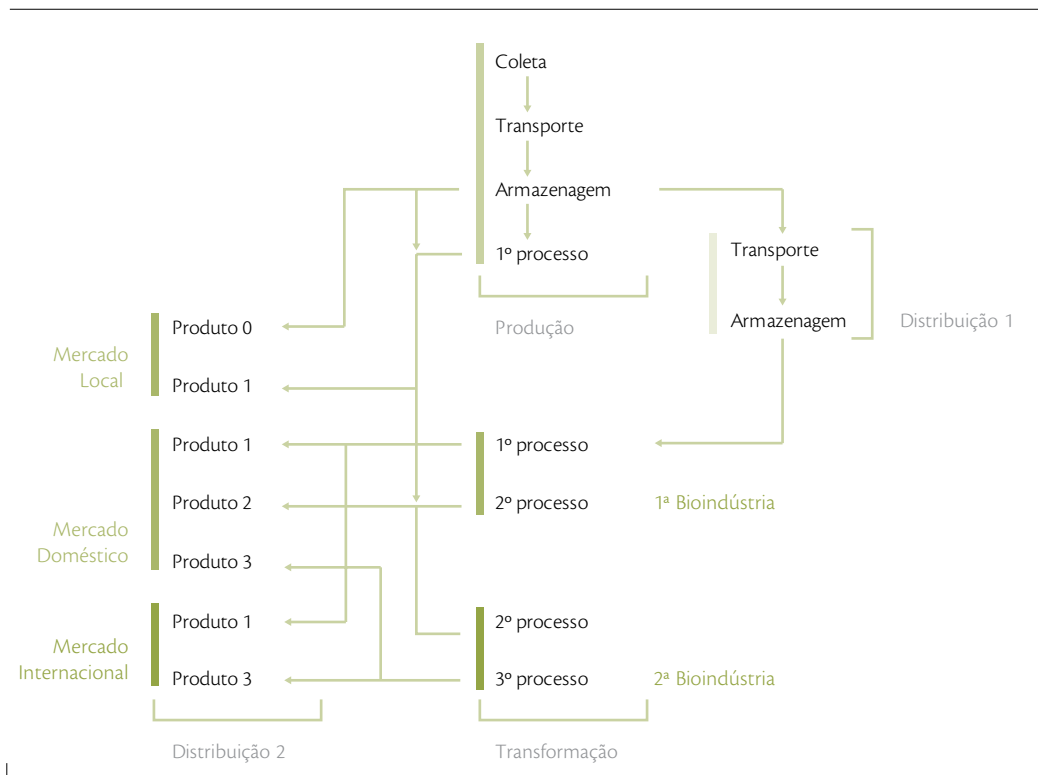 Coleta
Transporte
Armazenagem
1º processo
Produção
Transporte
Armazenagem
Distribuição 1
Mercado
Local
Produto 0
Produto 1
Mercado
Doméstico
Produto 1
Produto 2
Produto 3
Mercado
Internacional
Produto 1
Produto 3
Distribuição 2
1º processo
2º processo
1ª Bioindústria
2º processo
3º processo
2ª Bioindústria
Transformação